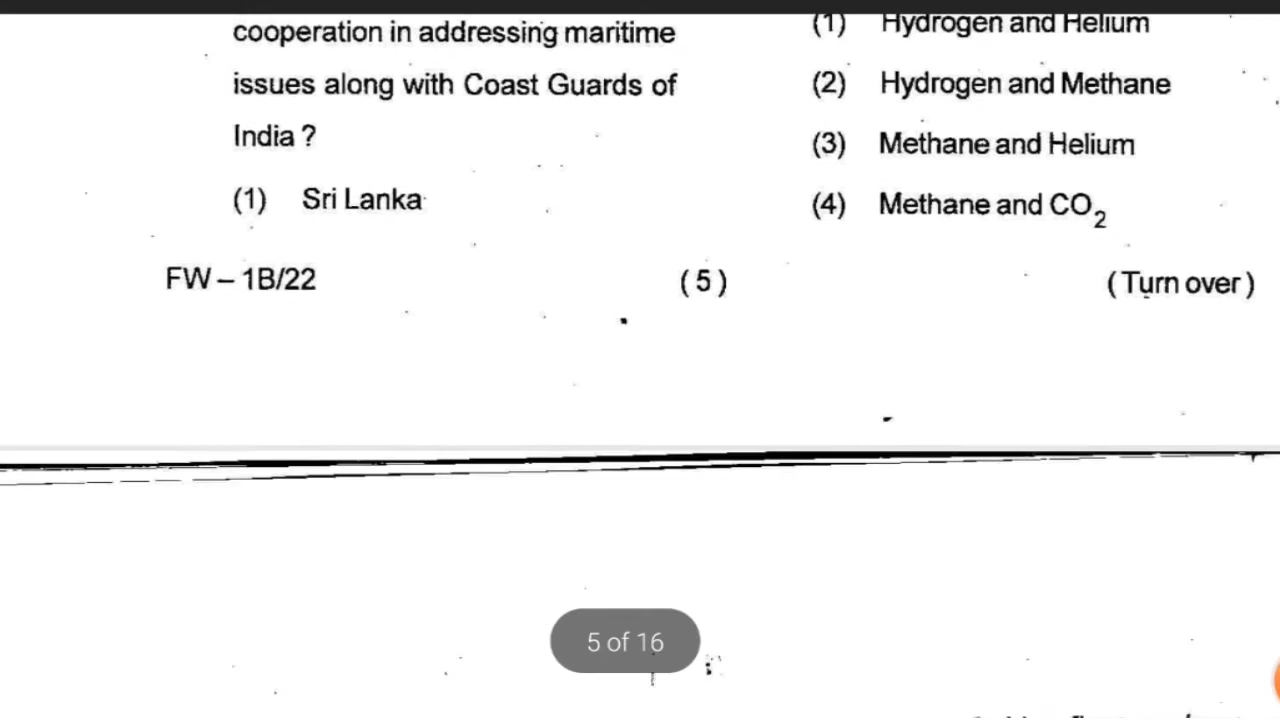 cooperation in addressing maritime
issues along with Coast Guards of
India ?
(1) Sri Lanka
(1) Hydrogen and Helium
(2) Hydrogen and Methane
(3) Methane and Helium
(4) Methane and CO₂
FW – 1B/22 (5) (Turn over)
5 of 16